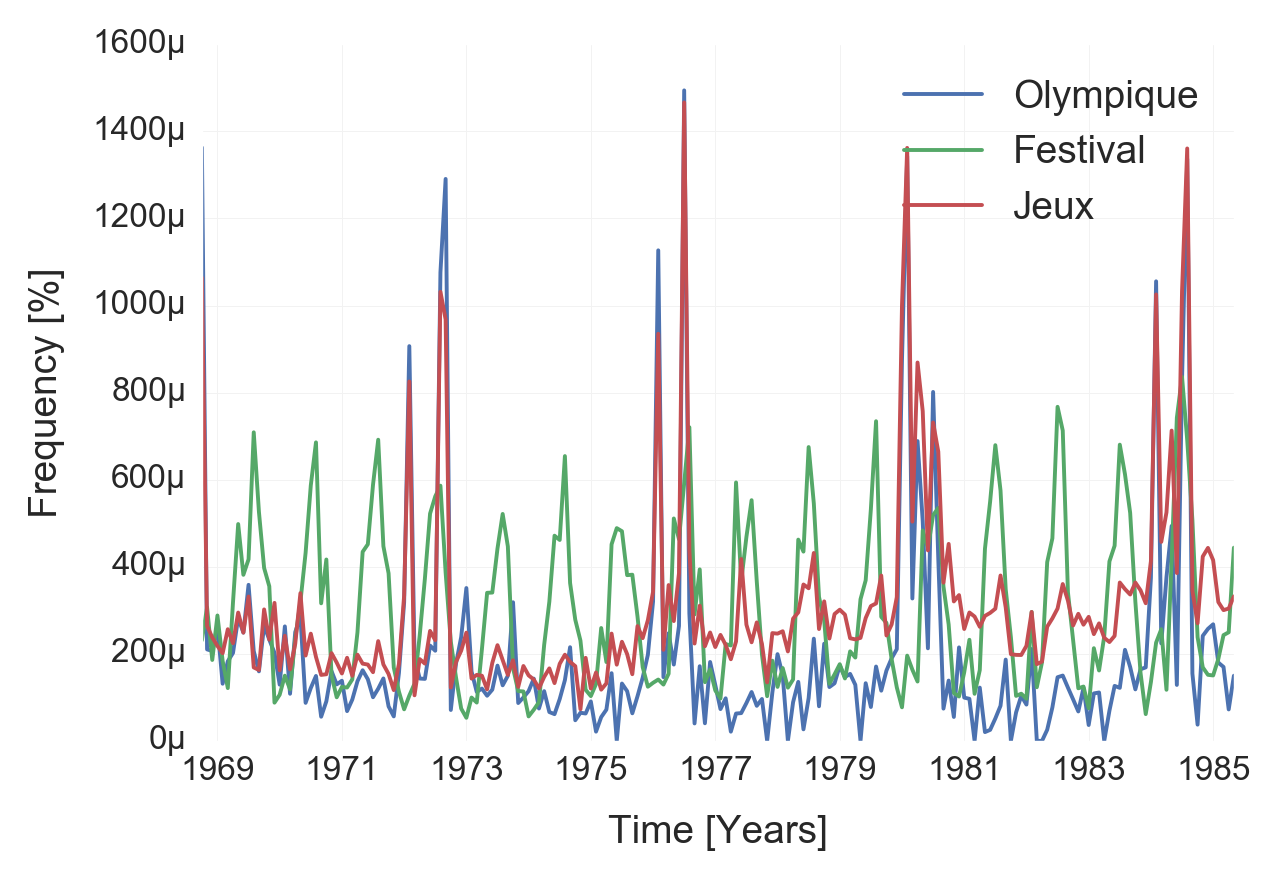 1600µ
1400µ
1200µ
1000µ
800µ
600µ
400µ
200µ
0µ
Frequency [%]
Olympique
Festival
Jeux
1969 1971 1973 1975 1977 1979 1981 1983 1985
Time [Years]